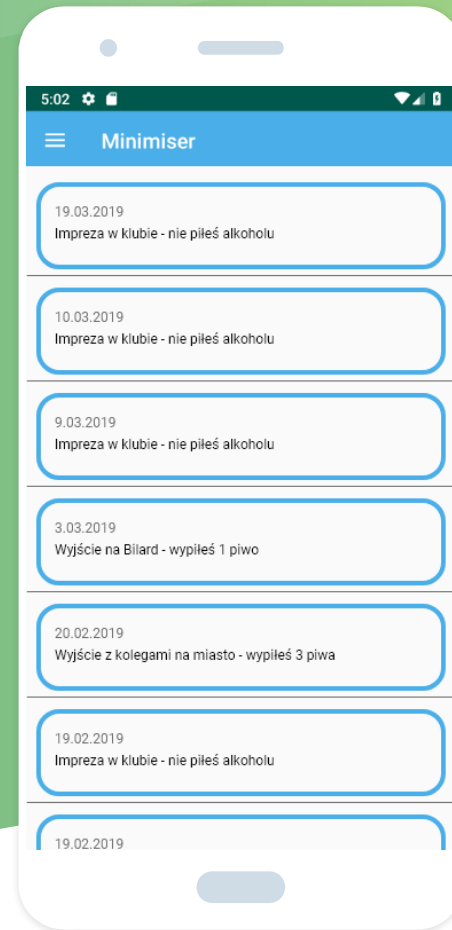 5:02
Minimiser
19.03.2019
Impreza w klubie - nie piłeś alkoholu
10.03.2019
Impreza w klubie - nie piłeś alkoholu
9.03.2019
Impreza w klubie - nie piłeś alkoholu
3.03.2019
Wyjście na Bilard - wypiłeś 1 piwo
20.02.2019
Wyjście z kolegami na miasto - wypiłeś 3 piwa
19.02.2019
Impreza w klubie - nie piłeś alkoholu
19.02.2019